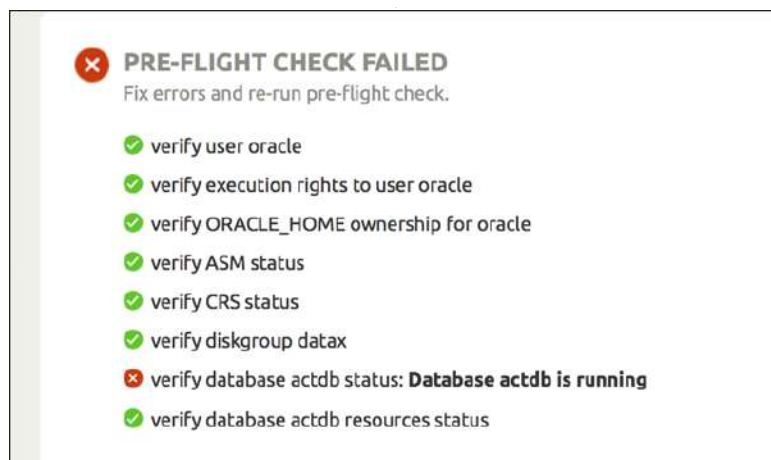 PRE-FLIGHT CHECK FAILED
Fix errors and re-run pre-flight check.
verify user oracle
verify execution rights to user oracle
verify ORACLE_HOME ownership for oracle
verify ASM status
verify CRS status
verify diskgroup datax
verify database actdb status: Database actdb is running
verify database actdb resources status